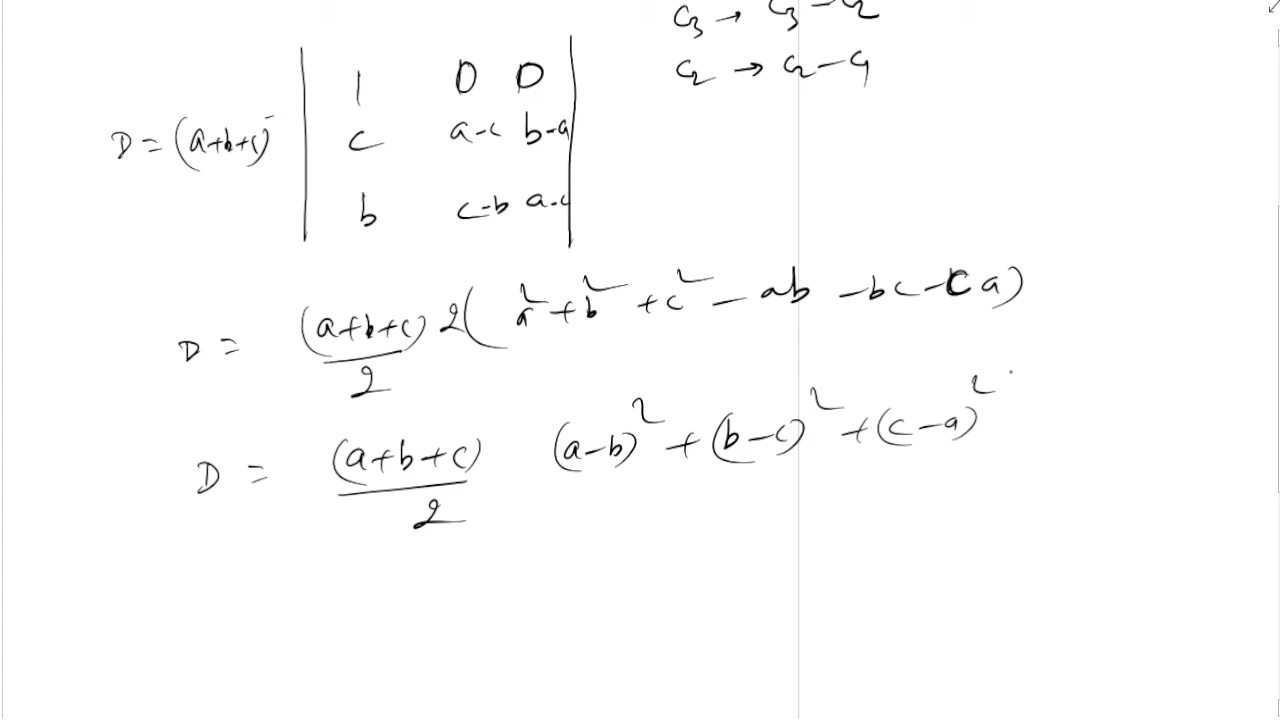 C₃ → C₃ - C₂
C₂ → C₂ - C₁
1 0 0
D = (a+b+c) c a-c b-a
b c-b a-c
D = (a+b+c)/2 2( a² + b² + c² - ab - bc - ca)
D = (a+b+c)/2 (a-b)² + (b-c)² + (c-a)²